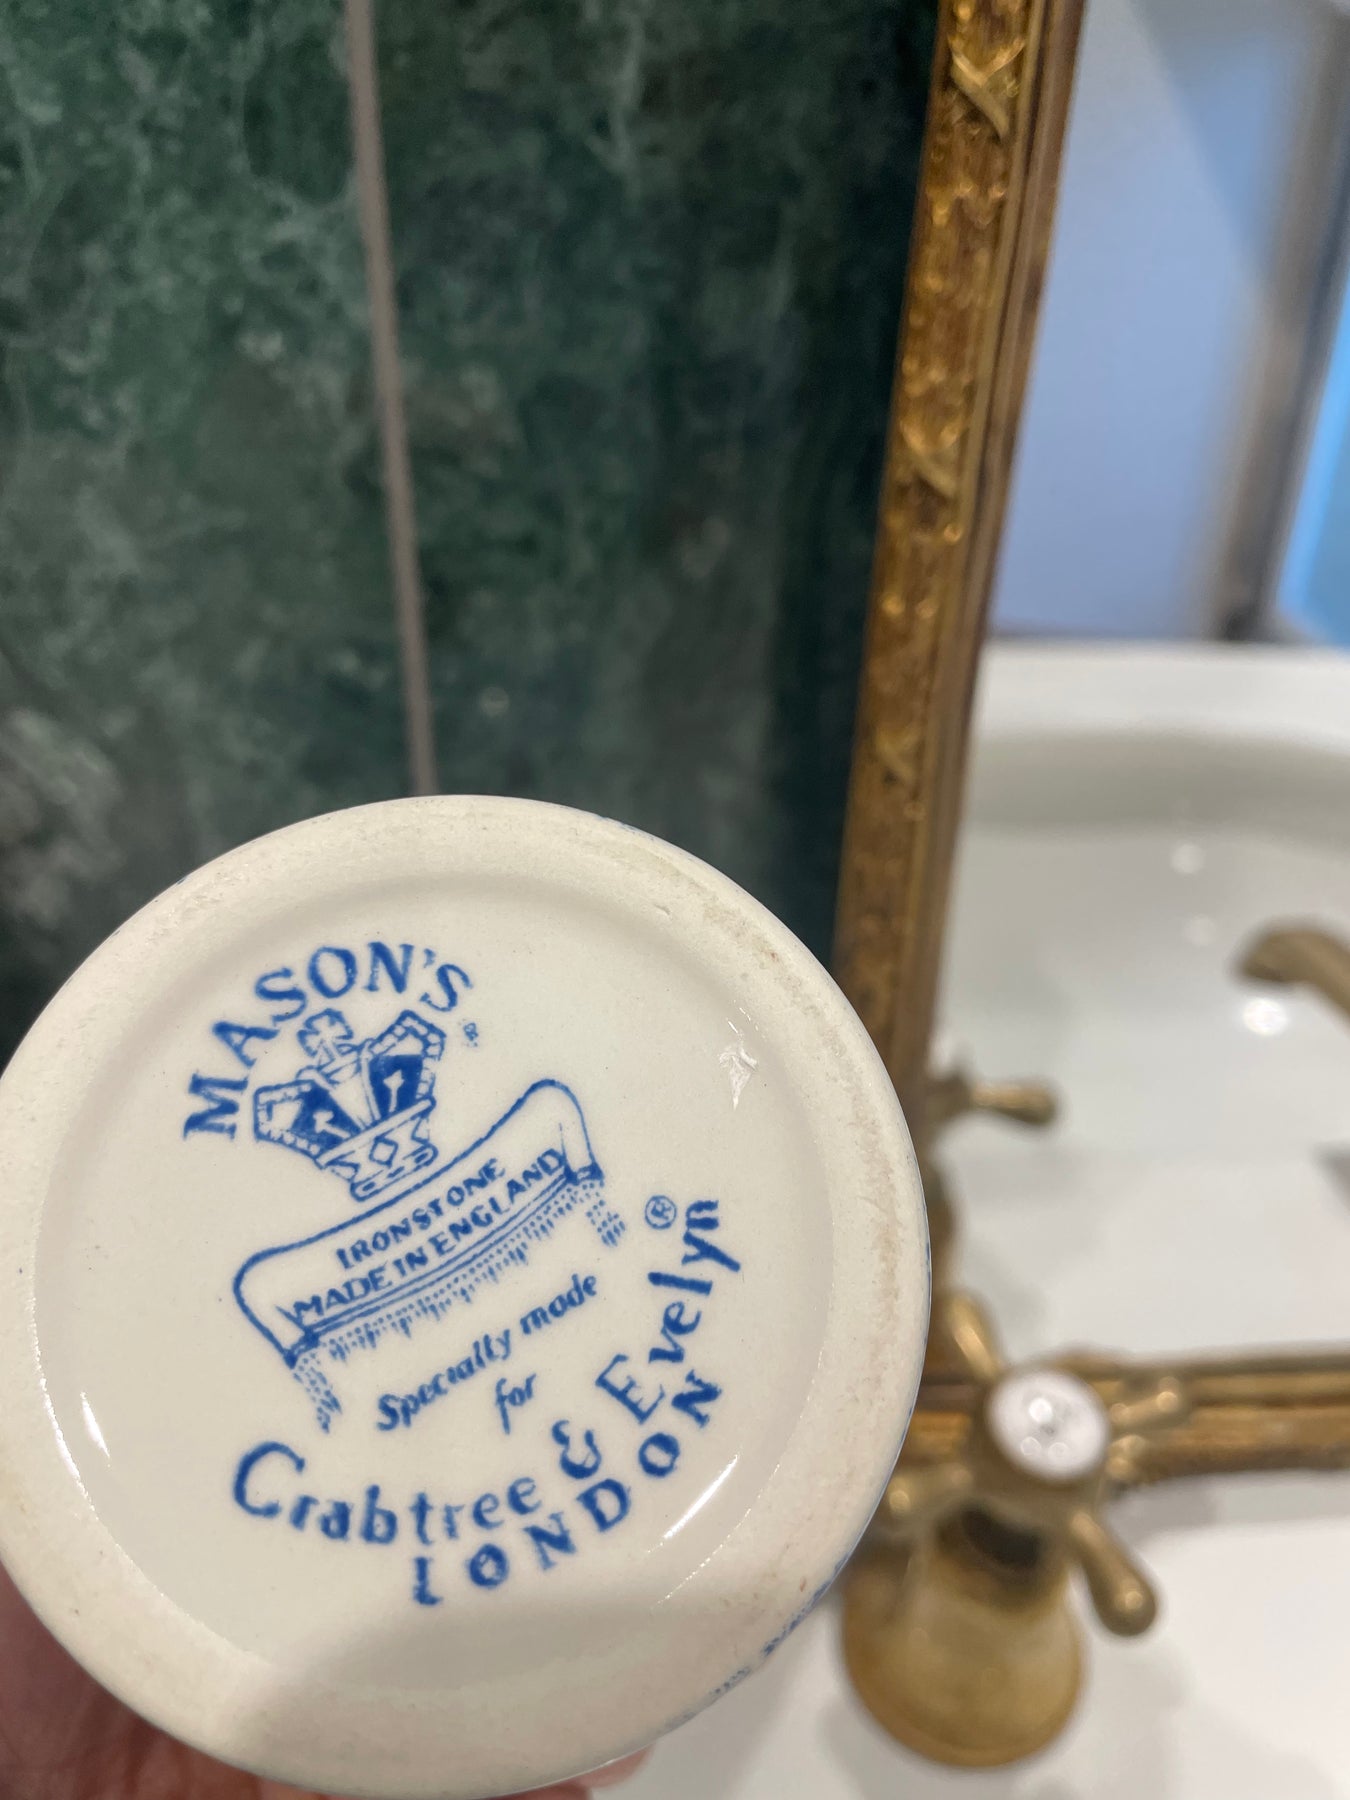 MASON'S
IRONSTONE
MADE IN ENGLAND
Specially made
for
Crabtree & Evelyn ®
LONDON